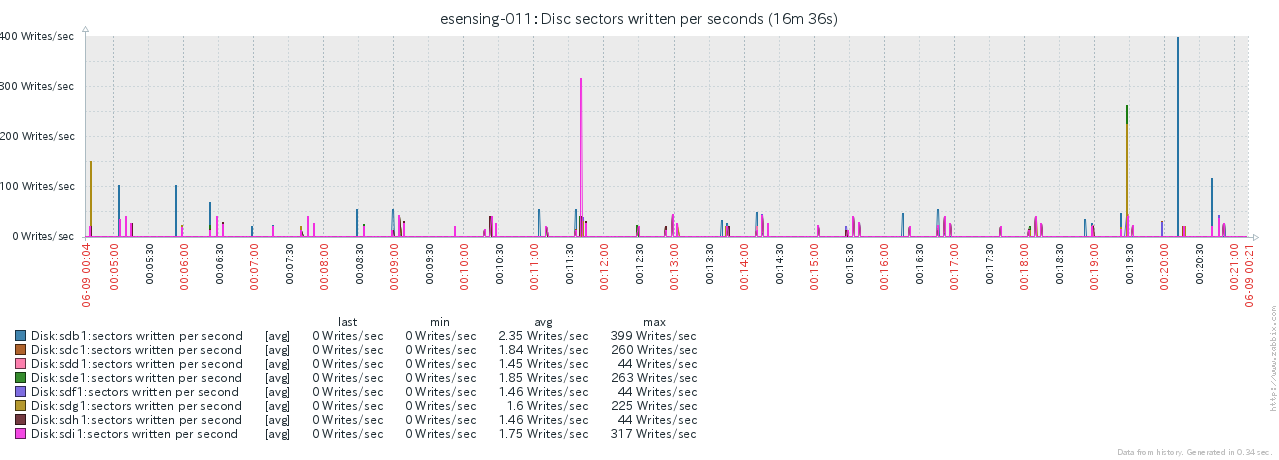 esensing-011: Disc sectors written per seconds (16m 36s)
400 Writes/sec
300 Writes/sec
200 Writes/sec
100 Writes/sec
0 Writes/sec
06-09 00:04 00:05:00 00:05:30 00:06:00 00:06:30 00:07:00 00:07:30 00:08:00 00:08:30 00:09:00 00:09:30 00:10:00 00:10:30 00:11:00 00:11:30 00:12:00 00:12:30 00:13:00 00:13:30 00:14:00 00:14:30 00:15:00 00:15:30 00:16:00 00:16:30 00:17:00 00:17:30 00:18:00 00:18:30 00:19:00 00:19:30 00:20:00 00:20:30 00:21:00 06-09 00:21
last min avg max
Disk:sdb1:sectors written per second [avg] 0 Writes/sec 0 Writes/sec 2.35 Writes/sec 399 Writes/sec
Disk:sdc1:sectors written per second [avg] 0 Writes/sec 0 Writes/sec 1.84 Writes/sec 260 Writes/sec
Disk:sdd1:sectors written per second [avg] 0 Writes/sec 0 Writes/sec 1.45 Writes/sec 44 Writes/sec
Disk:sde1:sectors written per second [avg] 0 Writes/sec 0 Writes/sec 1.85 Writes/sec 263 Writes/sec
Disk:sdf1:sectors written per second [avg] 0 Writes/sec 0 Writes/sec 1.46 Writes/sec 44 Writes/sec
Disk:sdg1:sectors written per second [avg] 0 Writes/sec 0 Writes/sec 1.6 Writes/sec 225 Writes/sec
Disk:sdh1:sectors written per second [avg] 0 Writes/sec 0 Writes/sec 1.46 Writes/sec 44 Writes/sec
Disk:sdi1:sectors written per second [avg] 0 Writes/sec 0 Writes/sec 1.75 Writes/sec 317 Writes/sec
http://www.zabbix.com
Data from history. Generated in 0.34 sec.